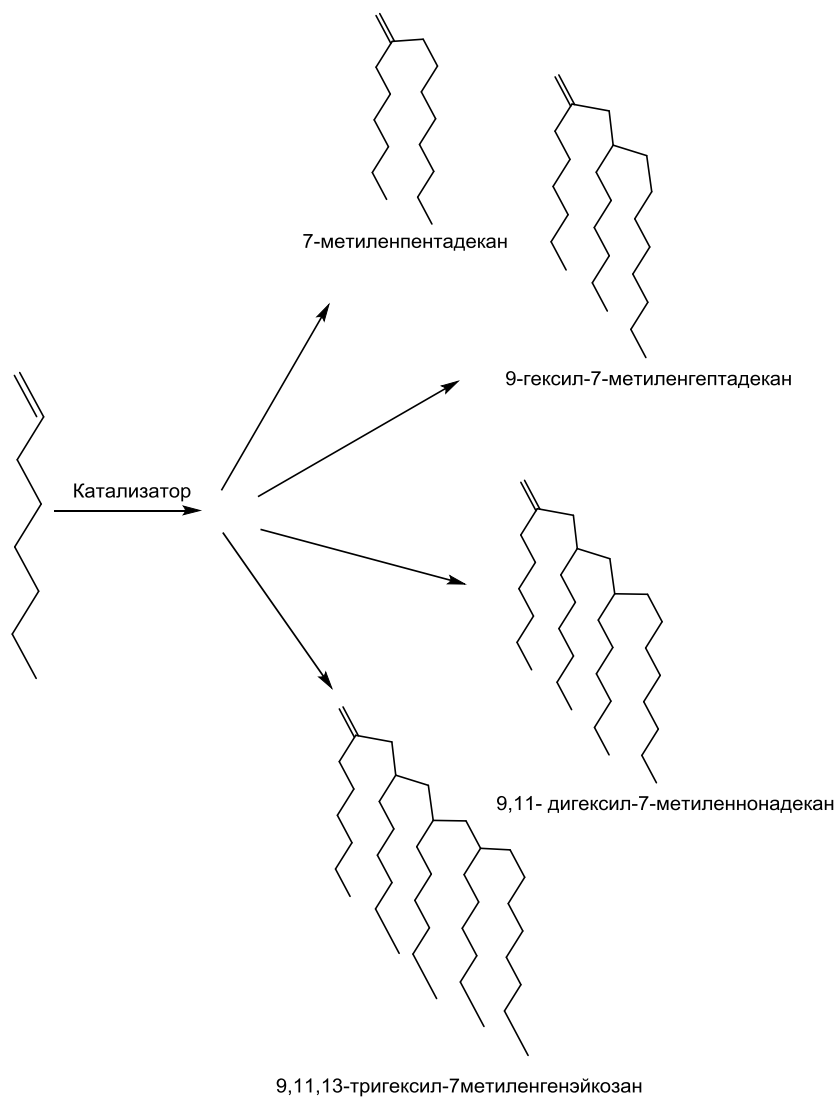 7-метиленпентадекан
9-гексил-7-метиленгептадекан
Катализатор
9,11- дигексил-7-метиленнонадекан
9,11,13-тригексил-7метиленгенэйкозан